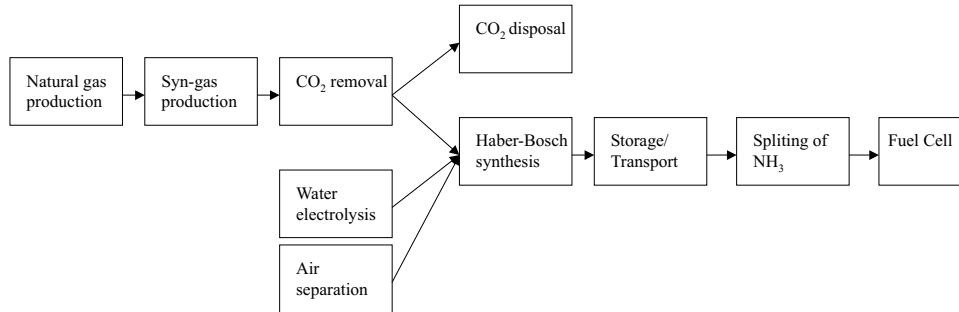 CO₂ disposal
Natural gas
production
Syn-gas
production
CO₂ removal
Haber-Bosch
synthesis
Storage/
Transport
Spliting of
NH₃
Fuel Cell
Water
electrolysis
Air
separation